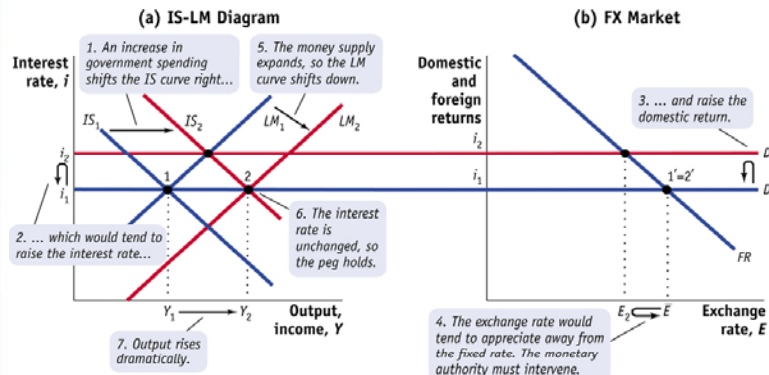 (a) IS-LM Diagram
Interest
rate, i
1. An increase in
government spending
shifts the IS curve right...
5. The money supply
expands, so the LM
curve shifts down.
IS1
IS2
LM1
LM2
i2
i1
1
2
2. ... which would tend to
raise the interest rate...
6. The interest
rate is
unchanged, so
the peg holds.
Y1
Y2
Output,
income, Y
7. Output rises
dramatically.
(b) FX Market
Domestic
and
foreign
returns
3. ... and raise the
domestic return.
i2
D
i1
D
1′=2′
FR
E2
E
Exchange
rate, E
4. The exchange rate would
tend to appreciate away from
the fixed rate. The monetary
authority must intervene.